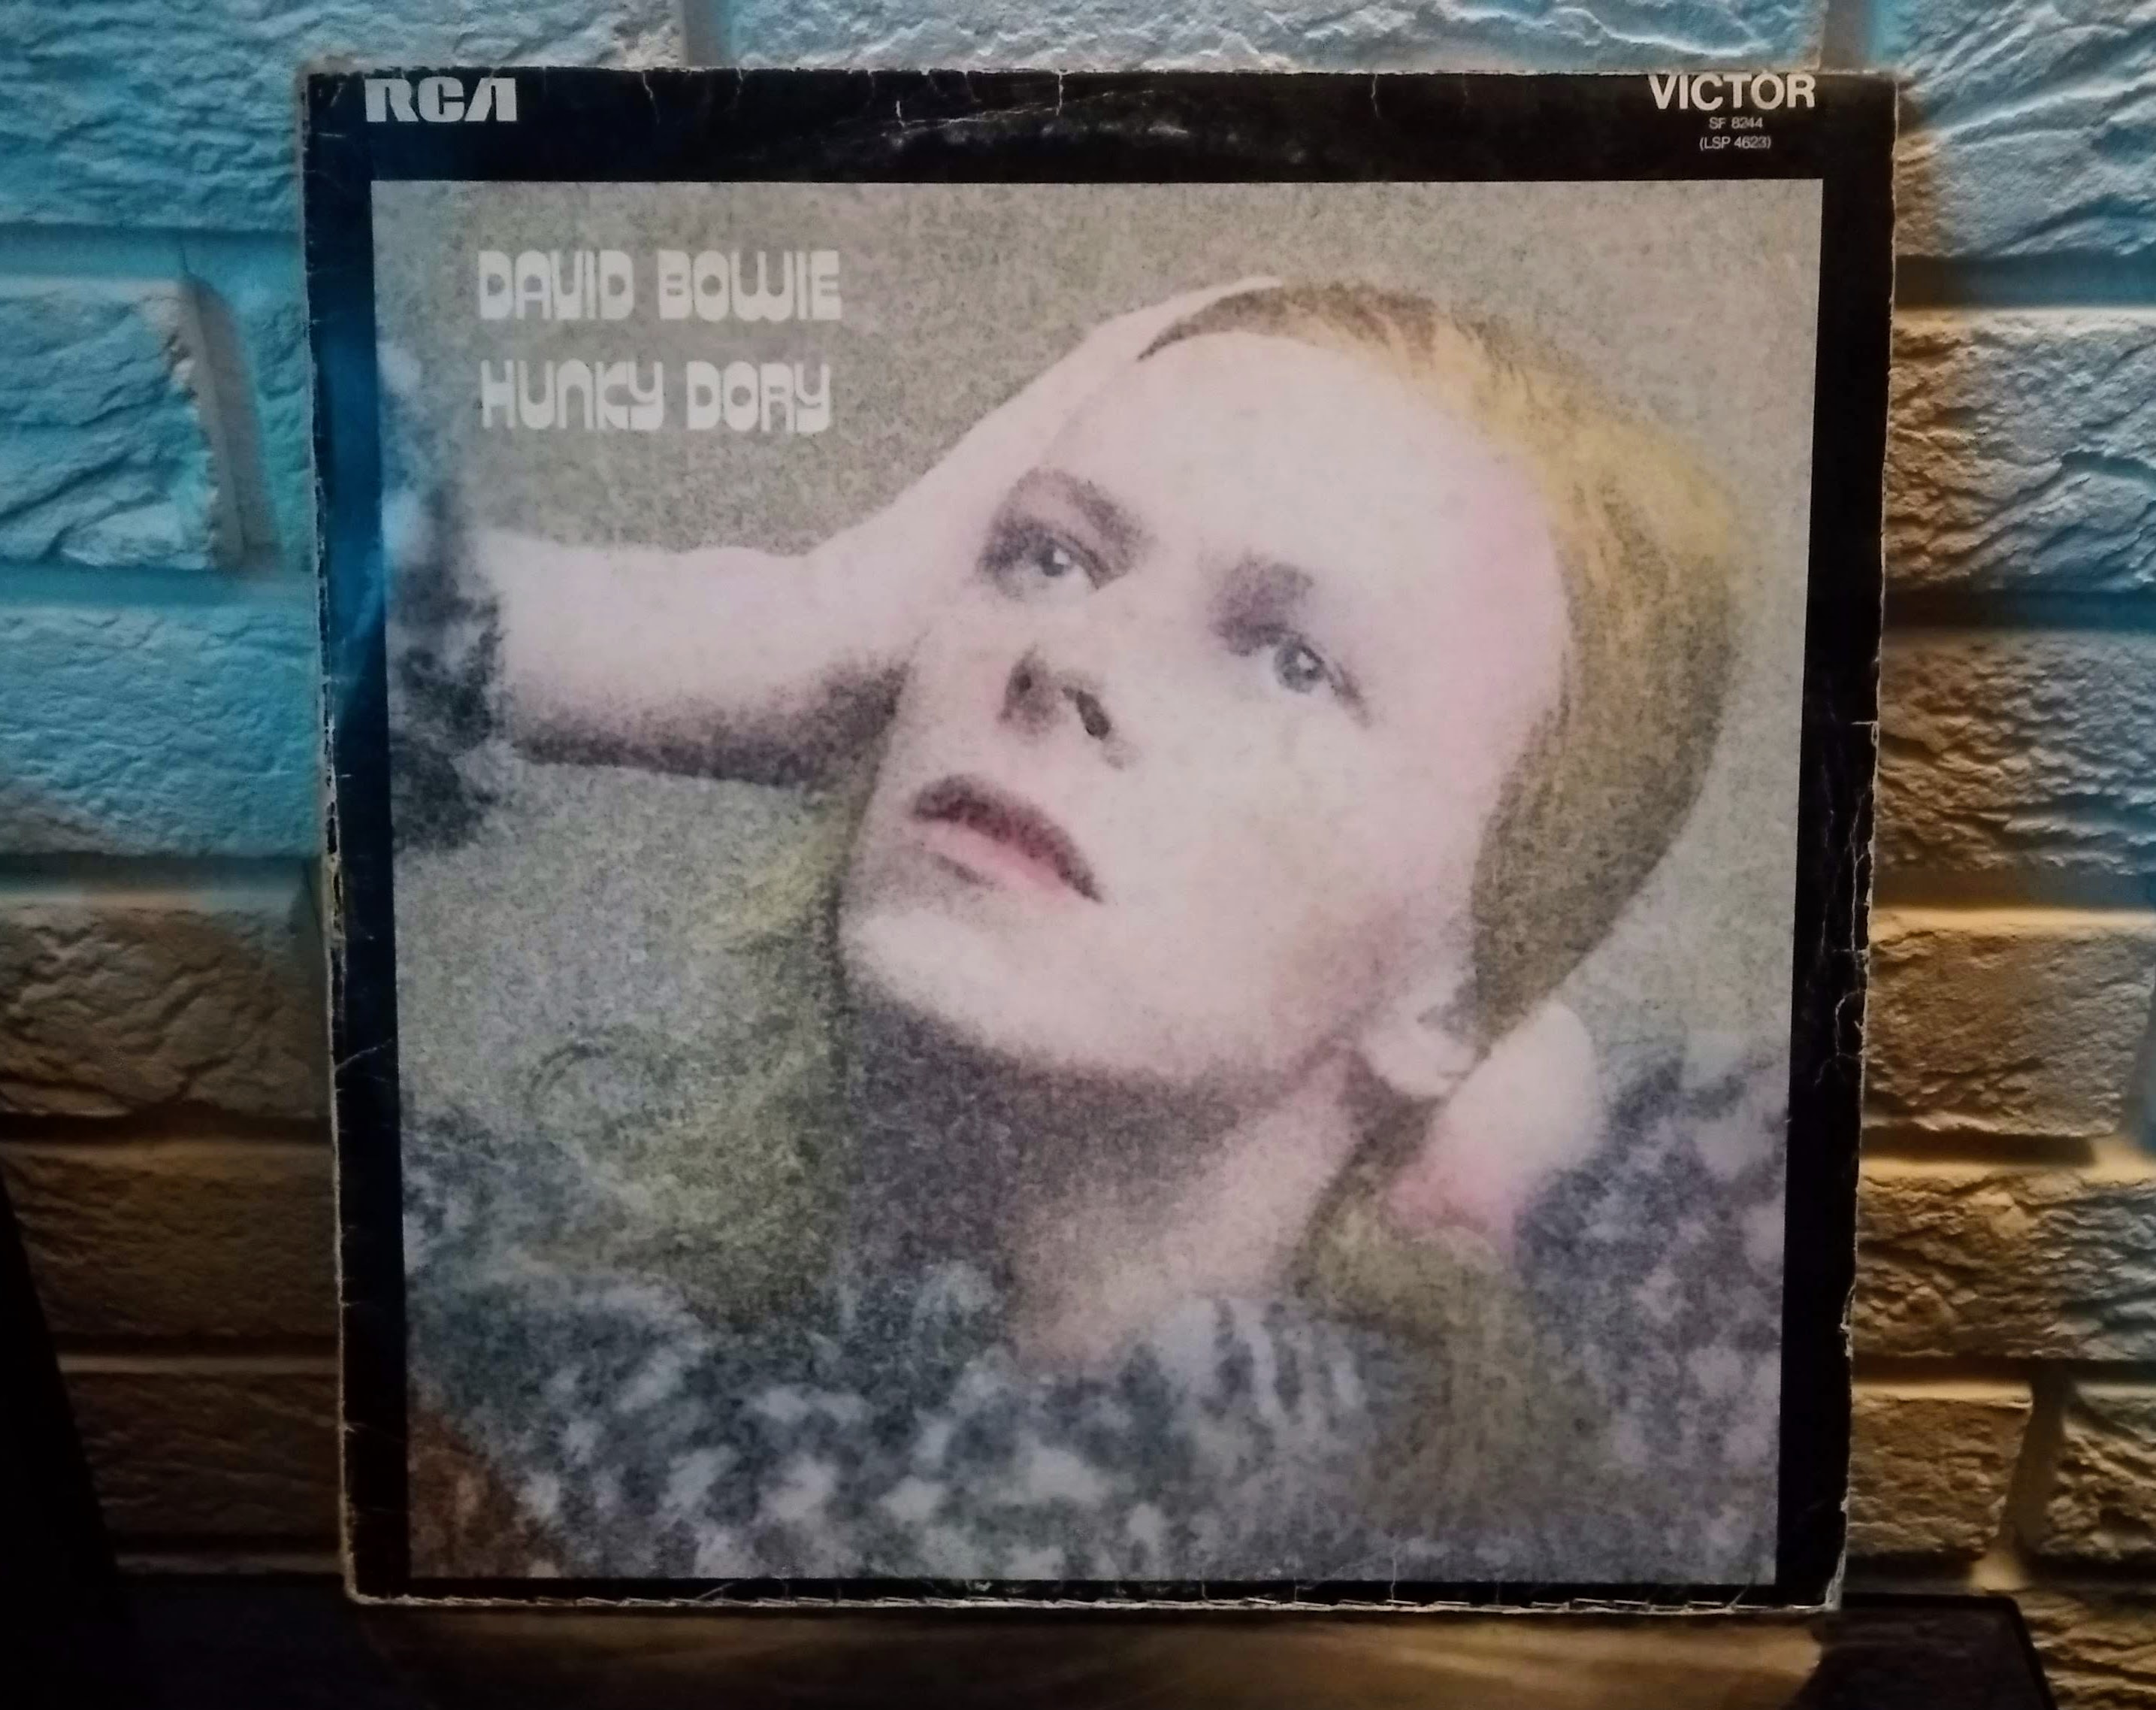 RCA
VICTOR
SF 8244
(LSP 4623)
DAVID BOWIE
HUNKY DORY